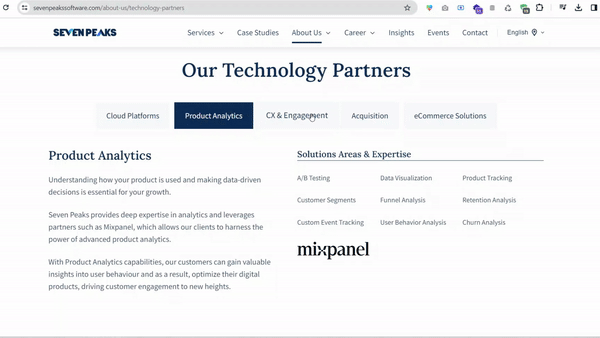 sevenpeakssoftware.com/about-us/technology-partners
SEVEN PEAKS
Services
Case Studies
About Us
Career
Insights
Events
Contact
English
Our Technology Partners
Cloud Platforms
Product Analytics
CX & Engagement
Acquisition
eCommerce Solutions
Product Analytics
Understanding how your product is used and making data-driven
decisions is essential for your growth.
Seven Peaks provides deep expertise in analytics and leverages
partners such as Mixpanel, which allows our clients to harness the
power of advanced product analytics.
With Product Analytics capabilities, our customers can gain valuable
insights into user behaviour and as a result, optimize their digital
products, driving customer engagement to new heights.
Solutions Areas & Expertise
A/B Testing
Data Visualization
Product Tracking
Customer Segments
Funnel Analysis
Retention Analysis
Custom Event Tracking
User Behavior Analysis
Churn Analysis
mixpanel